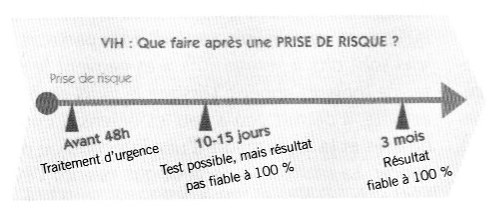 VIH : Que faire après une PRISE DE RISQUE ?
Prise de risque
Avant 48h
Traitement d'urgence
10-15 jours
Test possible, mais résultat
pas fiable à 100 %
3 mois
Résultat
fiable à 100 %